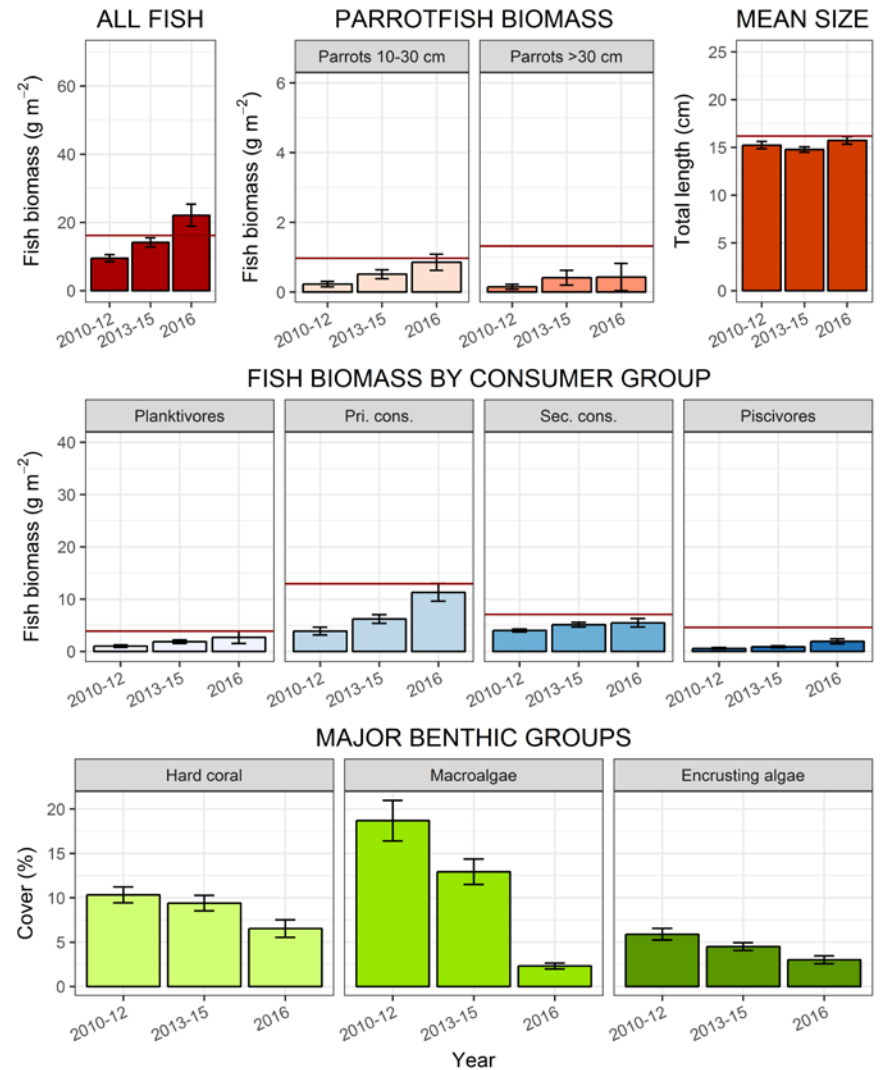 ALL FISH
PARROTFISH BIOMASS
MEAN SIZE
Parrots 10-30 cm
Parrots >30 cm
Fish biomass (g m⁻²)
60
40
20
0
2010-12
2013-15
2016
Fish biomass (g m⁻²)
6
4
2
0
2010-12
2013-15
2016
2010-12
2013-15
2016
Total length (cm)
25
20
15
10
5
0
2010-12
2013-15
2016
FISH BIOMASS BY CONSUMER GROUP
Planktivores
Pri. cons.
Sec. cons.
Piscivores
Fish biomass (g m⁻²)
40
30
20
10
0
2010-12
2013-15
2016
2010-12
2013-15
2016
2010-12
2013-15
2016
2010-12
2013-15
2016
MAJOR BENTHIC GROUPS
Hard coral
Macroalgae
Encrusting algae
Cover (%)
20
15
10
5
0
2010-12
2013-15
2016
2010-12
2013-15
2016
2010-12
2013-15
2016
Year